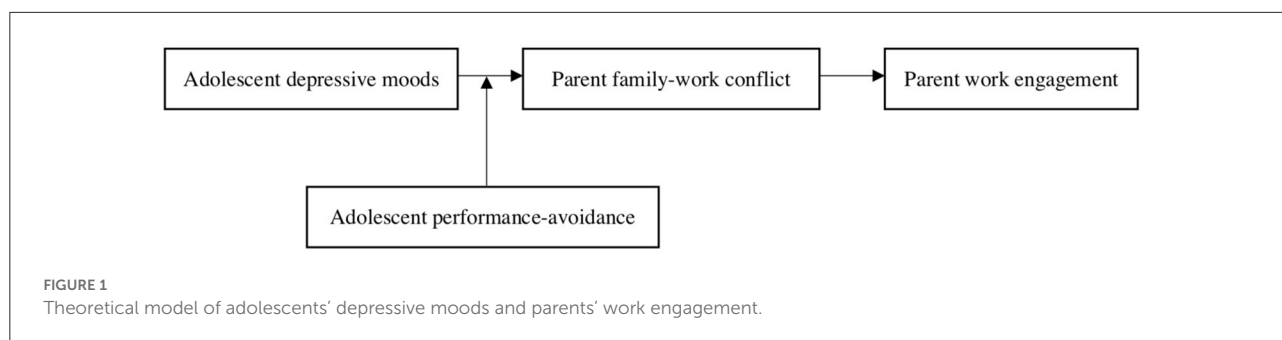 Adolescent depressive moods
Parent family-work conflict
Parent work engagement
Adolescent performance-avoidance
FIGURE 1
Theoretical model of adolescents’ depressive moods and parents’ work engagement.